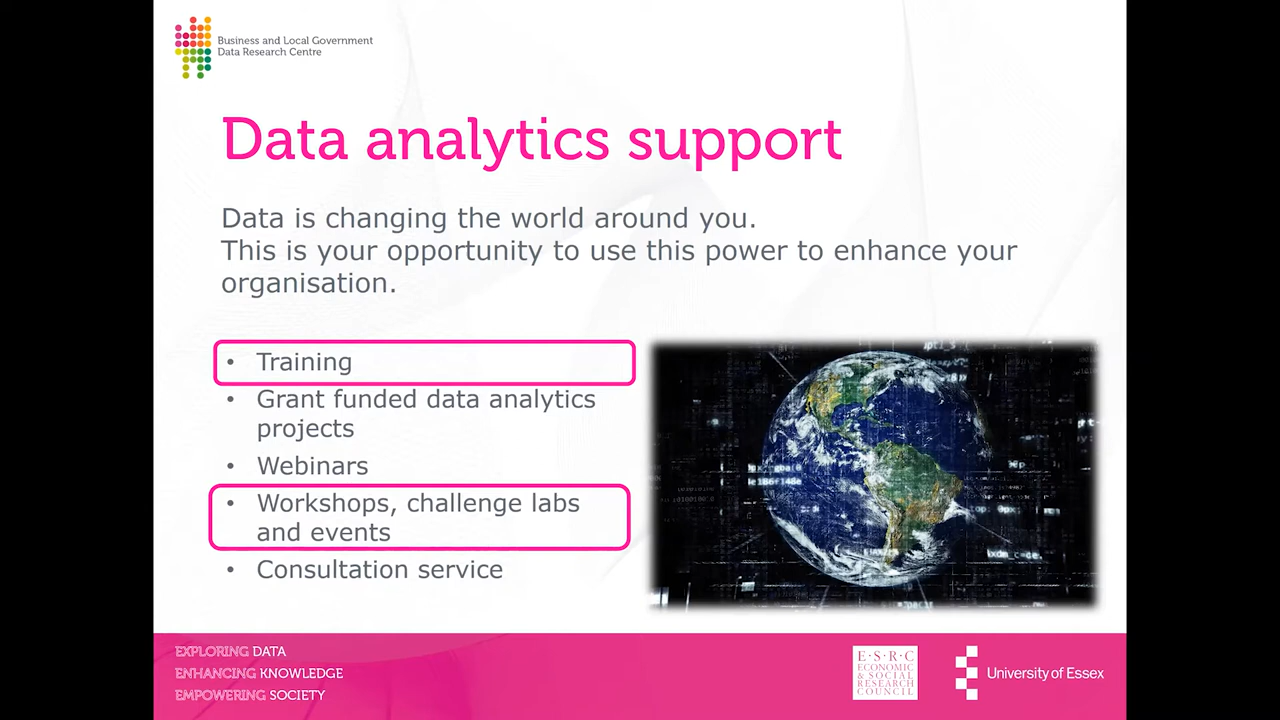 Business and Local Government
Data Research Centre
Data analytics support
Data is changing the world around you.
This is your opportunity to use this power to enhance your
organisation.
• Training
• Grant funded data analytics
projects
• Webinars
• Workshops, challenge labs
and events
• Consultation service
EXPLORING DATA
ENHANCING KNOWLEDGE
EMPOWERING SOCIETY
E·S·R·C
ECONOMIC
& SOCIAL
RESEARCH
COUNCIL
University of Essex